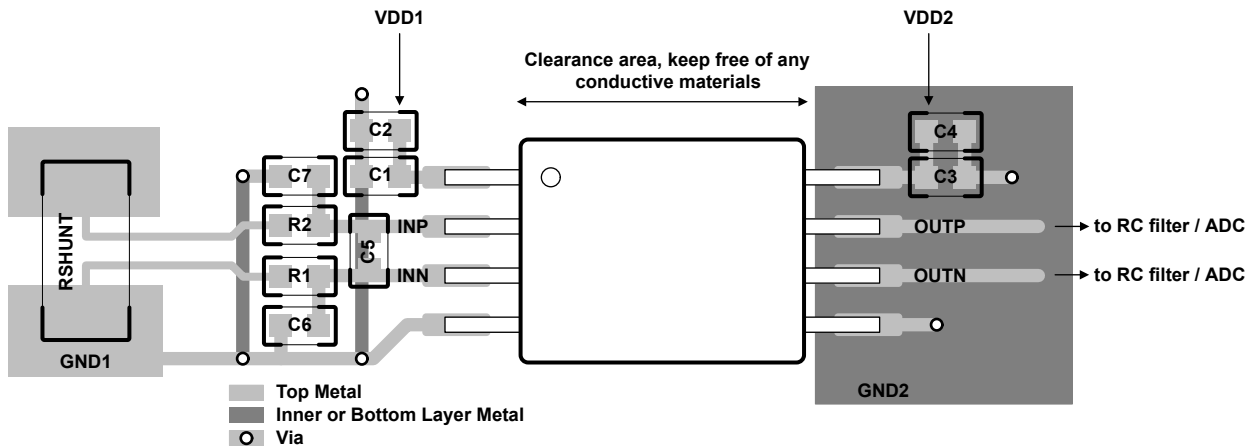 VDD1
VDD2
Clearance area, keep free of any
conductive materials
C2
C4
C7
C1
C3
RSHUNT
R2
INP
OUTP
to RC filter / ADC
C5
R1
INN
OUTN
to RC filter / ADC
C6
GND1
GND2
Top Metal
Inner or Bottom Layer Metal
Via